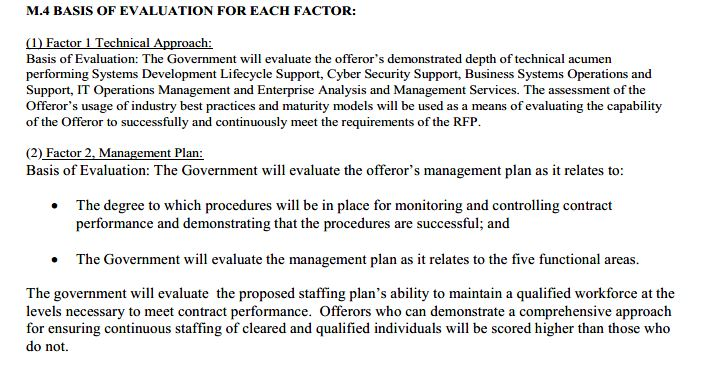 M.4 BASIS OF EVALUATION FOR EACH FACTOR:
(1) Factor 1 Technical Approach:
Basis of Evaluation: The Government will evaluate the offeror's demonstrated depth of technical acumen
performing Systems Development Lifecycle Support, Cyber Security Support, Business Systems Operations and
Support, IT Operations Management and Enterprise Analysis and Management Services. The assessment of the
Offeror's usage of industry best practices and maturity models will be used as a means of evaluating the capability
of the Offeror to successfully and continuously meet the requirements of the RFP.
(2) Factor 2, Management Plan:
Basis of Evaluation: The Government will evaluate the offeror's management plan as it relates to:
• The degree to which procedures will be in place for monitoring and controlling contract
performance and demonstrating that the procedures are successful; and
• The Government will evaluate the management plan as it relates to the five functional areas.
The government will evaluate the proposed staffing plan's ability to maintain a qualified workforce at the
levels necessary to meet contract performance. Offerors who can demonstrate a comprehensive approach
for ensuring continuous staffing of cleared and qualified individuals will be scored higher than those who
do not.